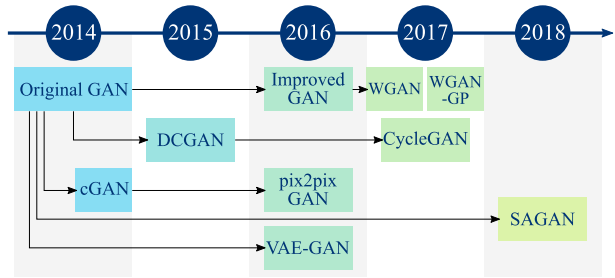 2014 2015 2016 2017 2018
Original GAN
Improved
GAN
WGAN
WGAN
-GP
DCGAN
CycleGAN
cGAN
pix2pix
GAN
SAGAN
VAE-GAN